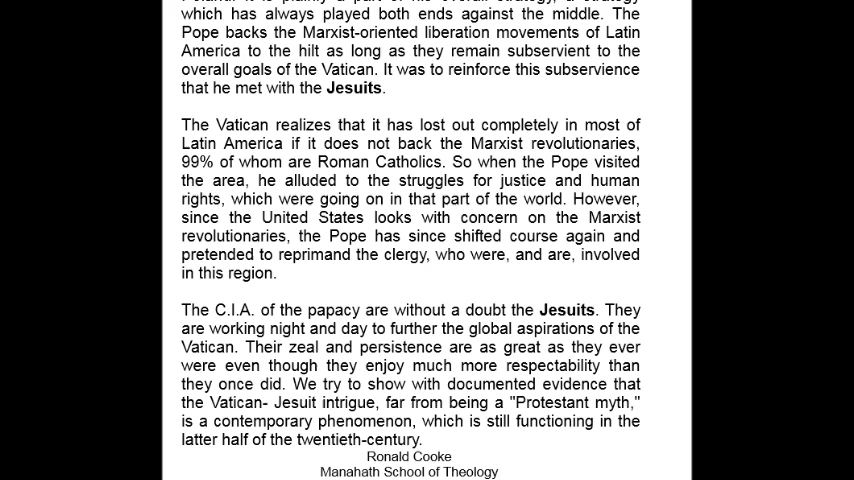 which has always played both ends against the middle. The
Pope backs the Marxist-oriented liberation movements of Latin
America to the hilt as long as they remain subservient to the
overall goals of the Vatican. It was to reinforce this subservience
that he met with the Jesuits.
The Vatican realizes that it has lost out completely in most of
Latin America if it does not back the Marxist revolutionaries,
99% of whom are Roman Catholics. So when the Pope visited
the area, he alluded to the struggles for justice and human
rights, which were going on in that part of the world. However,
since the United States looks with concern on the Marxist
revolutionaries, the Pope has since shifted course again and
pretended to reprimand the clergy, who were, and are, involved
in this region.
The C.I.A. of the papacy are without a doubt the Jesuits. They
are working night and day to further the global aspirations of the
Vatican. Their zeal and persistence are as great as they ever
were even though they enjoy much more respectability than
they once did. We try to show with documented evidence that
the Vatican- Jesuit intrigue, far from being a "Protestant myth,"
is a contemporary phenomenon, which is still functioning in the
latter half of the twentieth-century.
Ronald Cooke
Manahath School of Theology